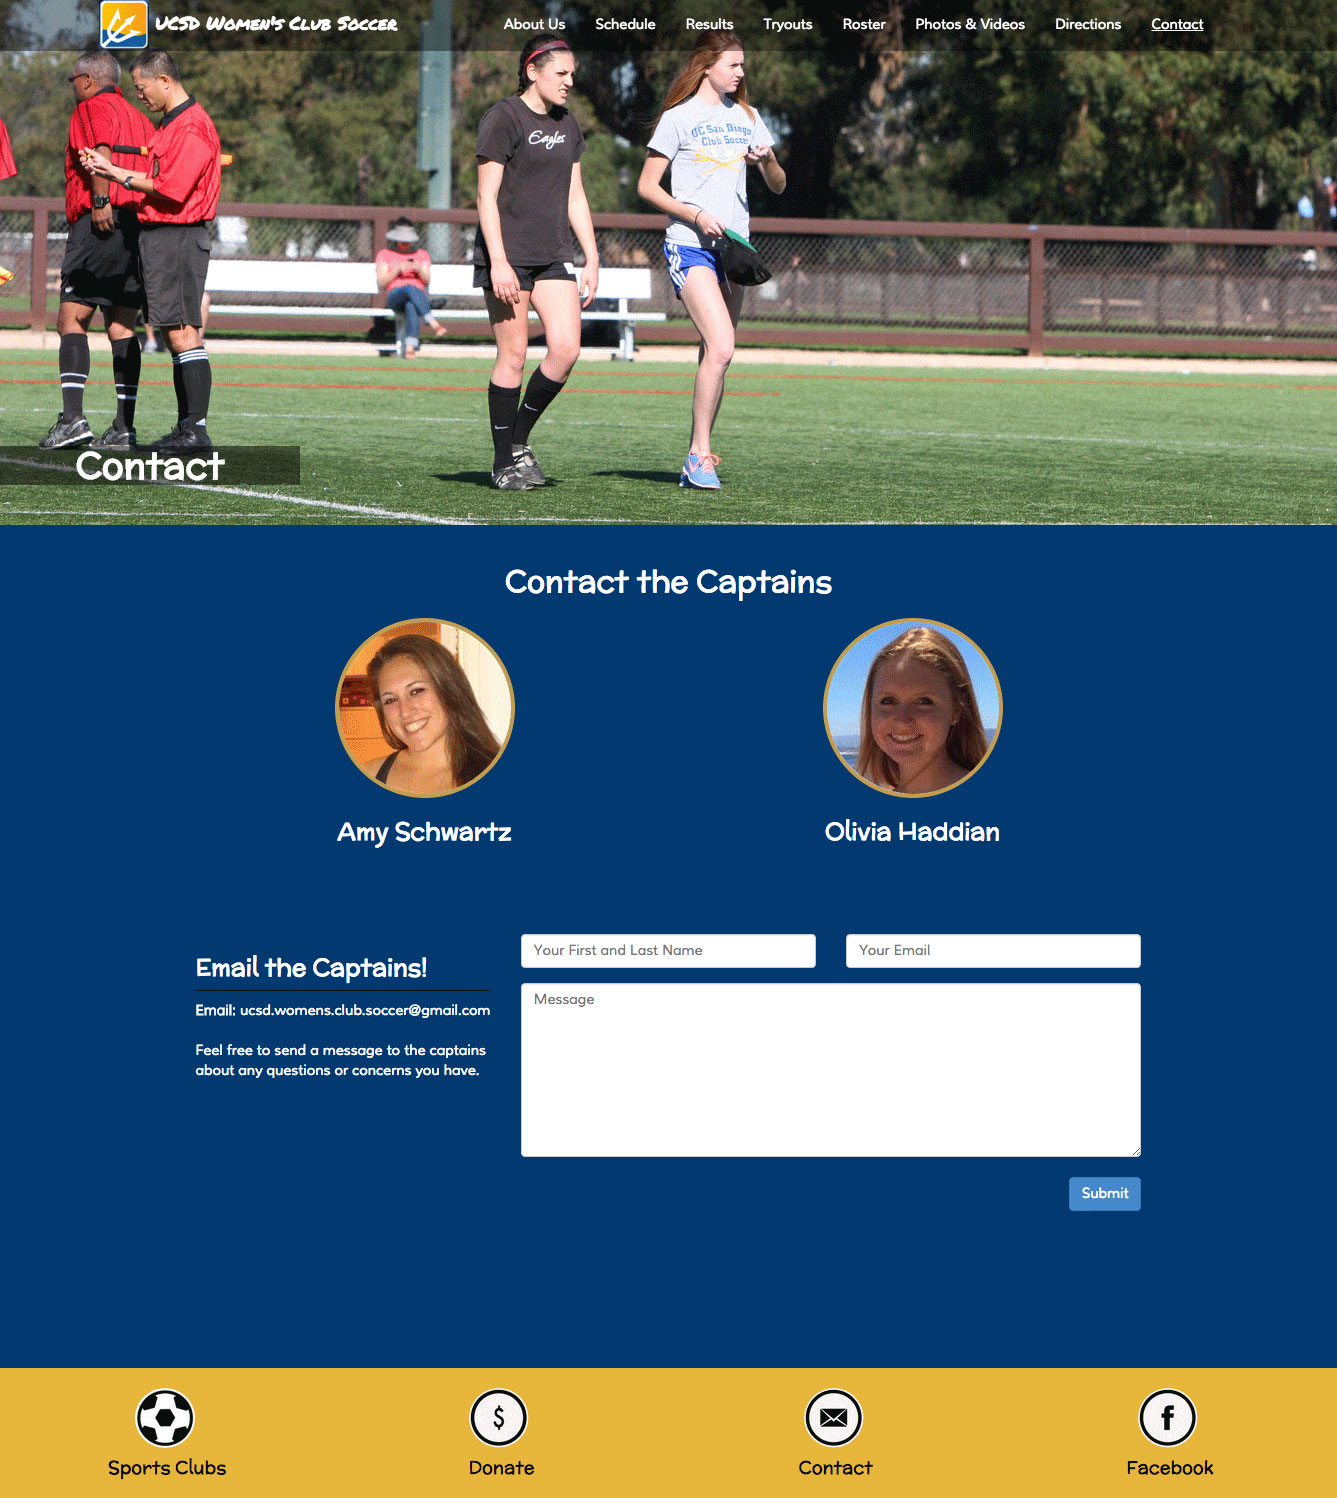 UCSD Women's Club Soccer
About Us
Schedule
Results
Tryouts
Roster
Photos & Videos
Directions
Contact
Eagles
UC San Diego
Club Soccer
Contact
Contact the Captains
Amy Schwartz
Olivia Haddian
Email the Captains!
Email: ucsd.womens.club.soccer@gmail.com
Feel free to send a message to the captains
about any questions or concerns you have.
Your First and Last Name
Your Email
Message
Submit
$
f
Sports Clubs
Donate
Contact
Facebook